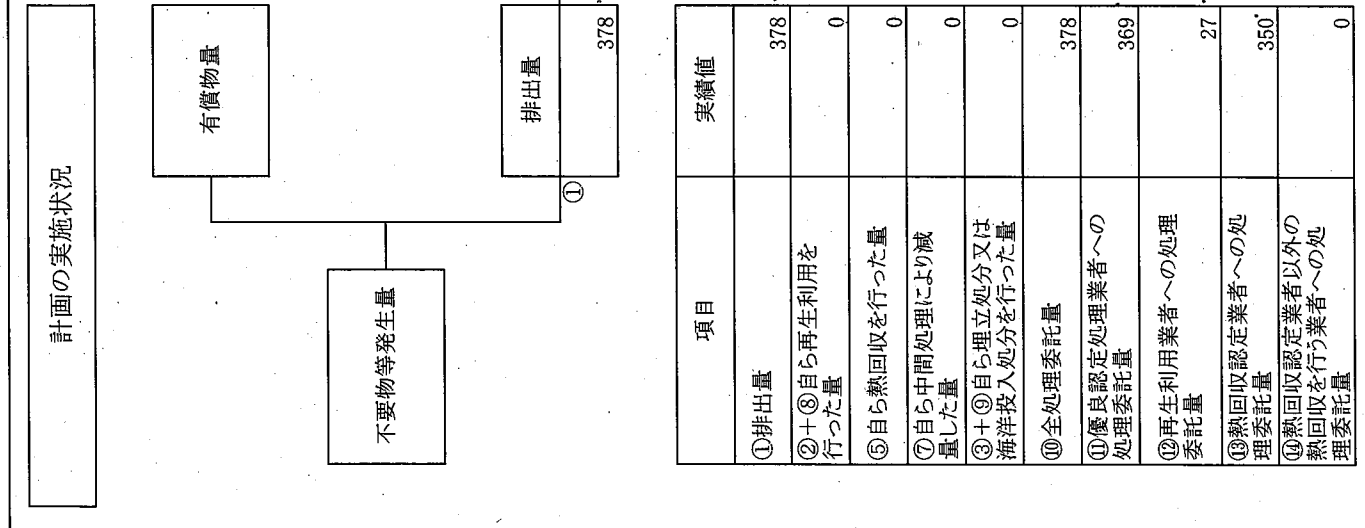 計画の実施状況
有償物量
不要物等発生量
排出量
①
378
項目
実績値
①排出量
378
②+⑧自ら再生利用を
行った量
0
⑤自ら熱回収を行った量
0
⑦自ら中間処理により減
量した量
0
③+⑨自ら埋立処分又は
海洋投入処分を行った量
0
⑩全処理委託量
378
⑪優良認定処理業者への
処理委託量
369
⑫再生利用業者への処理
委託量
27
⑬熱回収認定業者への処
理委託量
350
⑭熱回収認定業者以外の
熱回収を行う業者への処
理委託量
0